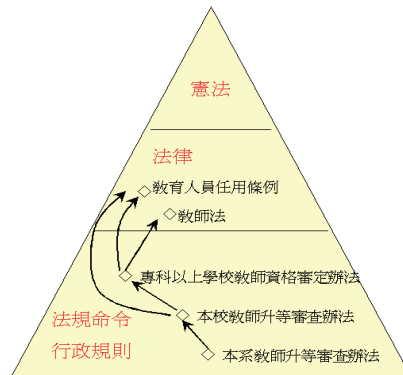 憲法
法律
教育人員任用條例
教師法
專科以上學校教師資格審定辦法
法規命令
本校教師升等審查辦法
行政規則
本系教師升等審查辦法